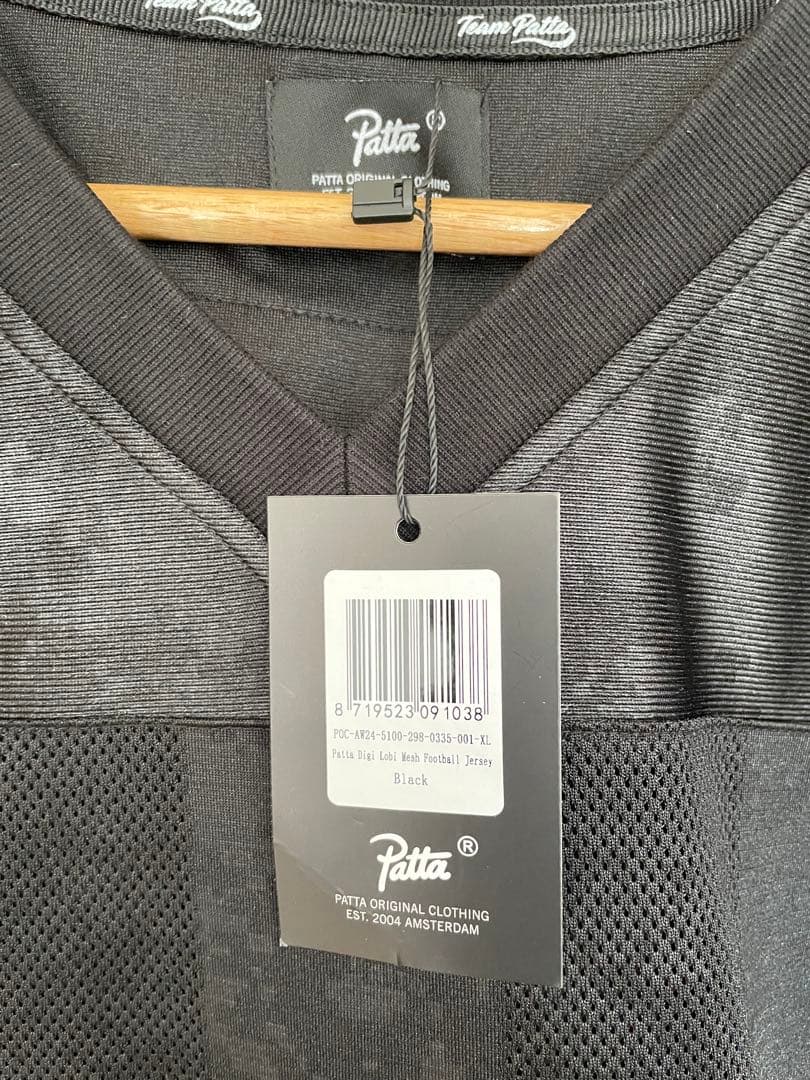 Team Patta
Team Patta
Patta ®
PATTA ORIGINAL CLOTHING
8 719523 091038
POC-AW24-5100-298-0335-001-XL
Patta Digi Lobi Mesh Football Jersey
Black
Patta ®
PATTA ORIGINAL CLOTHING
EST. 2004 AMSTERDAM